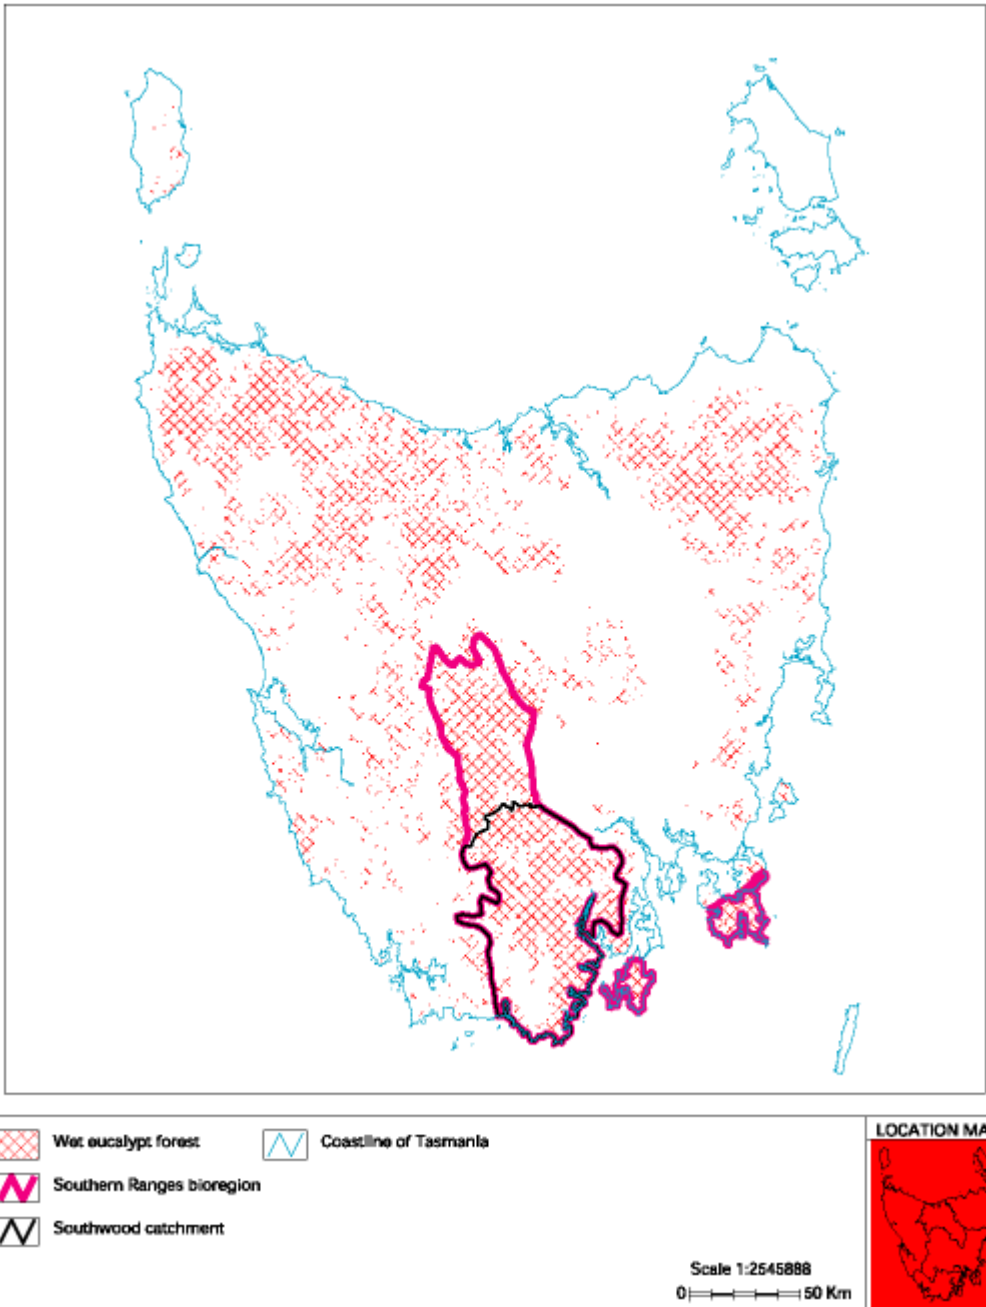 Wet eucalypt forest
Coastline of Tasmania
Southern Ranges bioregion
Southwood catchment
LOCATION MA
Scale 1:2545888
0 50 Km